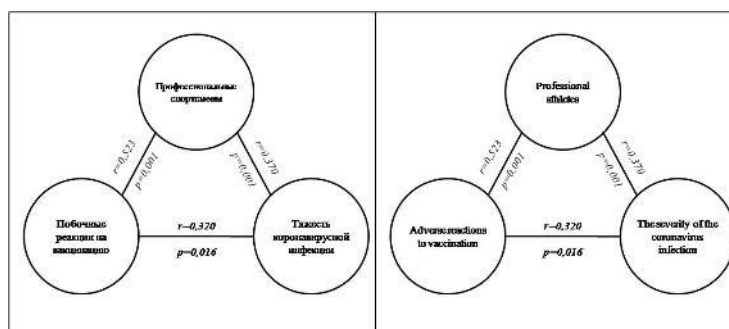 Профессиональные
спортсмены
r=0,523
p=0,001
r=0,370
p=0,001
Побочные
реакции на
вакцинацию
r=0,320
p=0,016
Тяжесть
коронавирусной
инфекции
Professional
athletes
r=0,523
p=0,001
r=0,370
p=0,001
Adverse reactions
to vaccination
r=0,320
p=0,016
The severity of the
coronavirus
infection